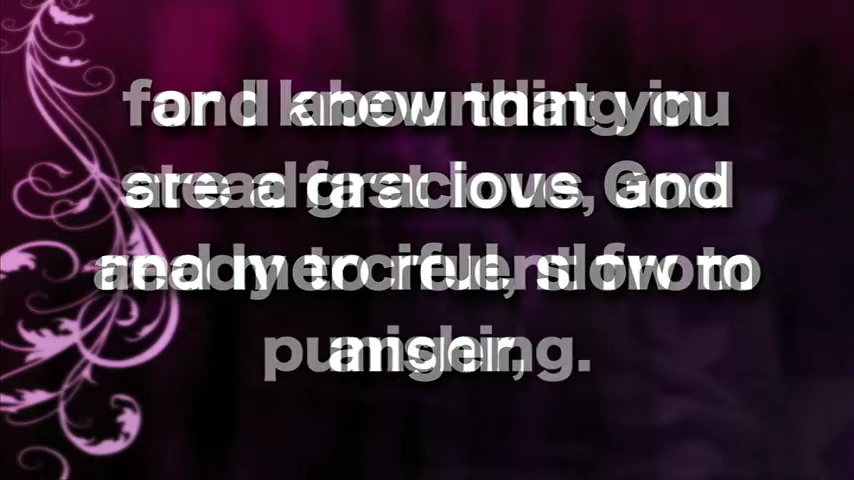 for I knew that you
are a gracious God
and merciful, slow to
anger,
and abounding in
steadfast love, and
ready to relent from
punishing.